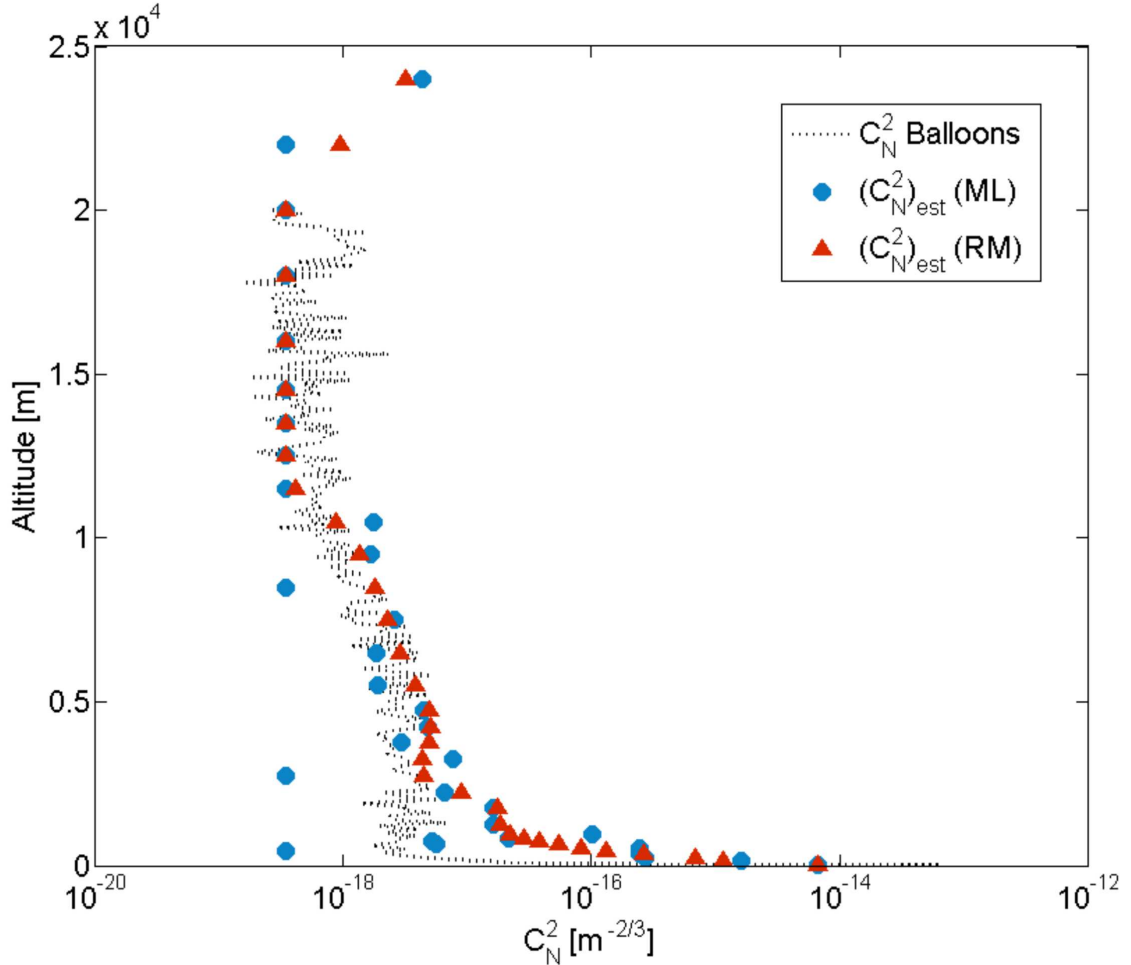 x 10^4
2.5
2
1.5
1
0.5
0
Altitude [m]
C_N^2 Balloons
(C_N^2)_est (ML)
(C_N^2)_est (RM)
10^-20
10^-18
10^-16
10^-14
10^-12
C_N^2 [m^-2/3]